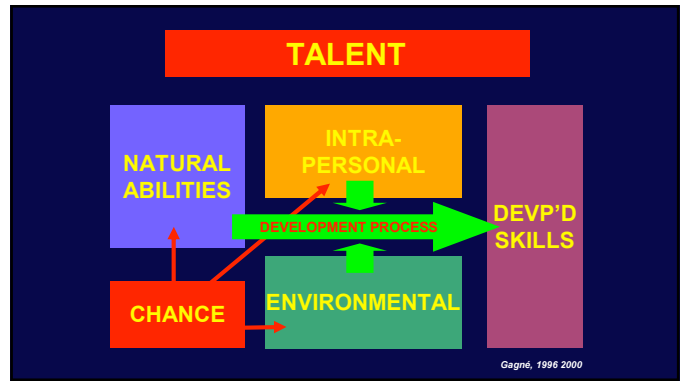 TALENT
NATURAL
ABILITIES
INTRA-
PERSONAL
DEVELOPMENT PROCESS
DEVP'D
SKILLS
CHANCE
ENVIRONMENTAL
Gagné, 1996 2000